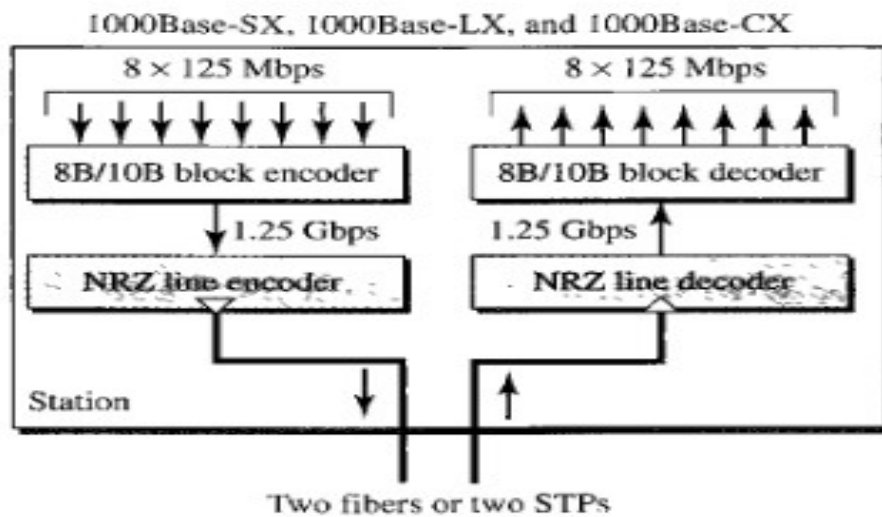 1000Base-SX, 1000Base-LX, and 1000Base-CX
8 × 125 Mbps
8 × 125 Mbps
8B/10B block encoder
8B/10B block decoder
1.25 Gbps
1.25 Gbps
NRZ line encoder
NRZ line decoder
Station
Two fibers or two STPs